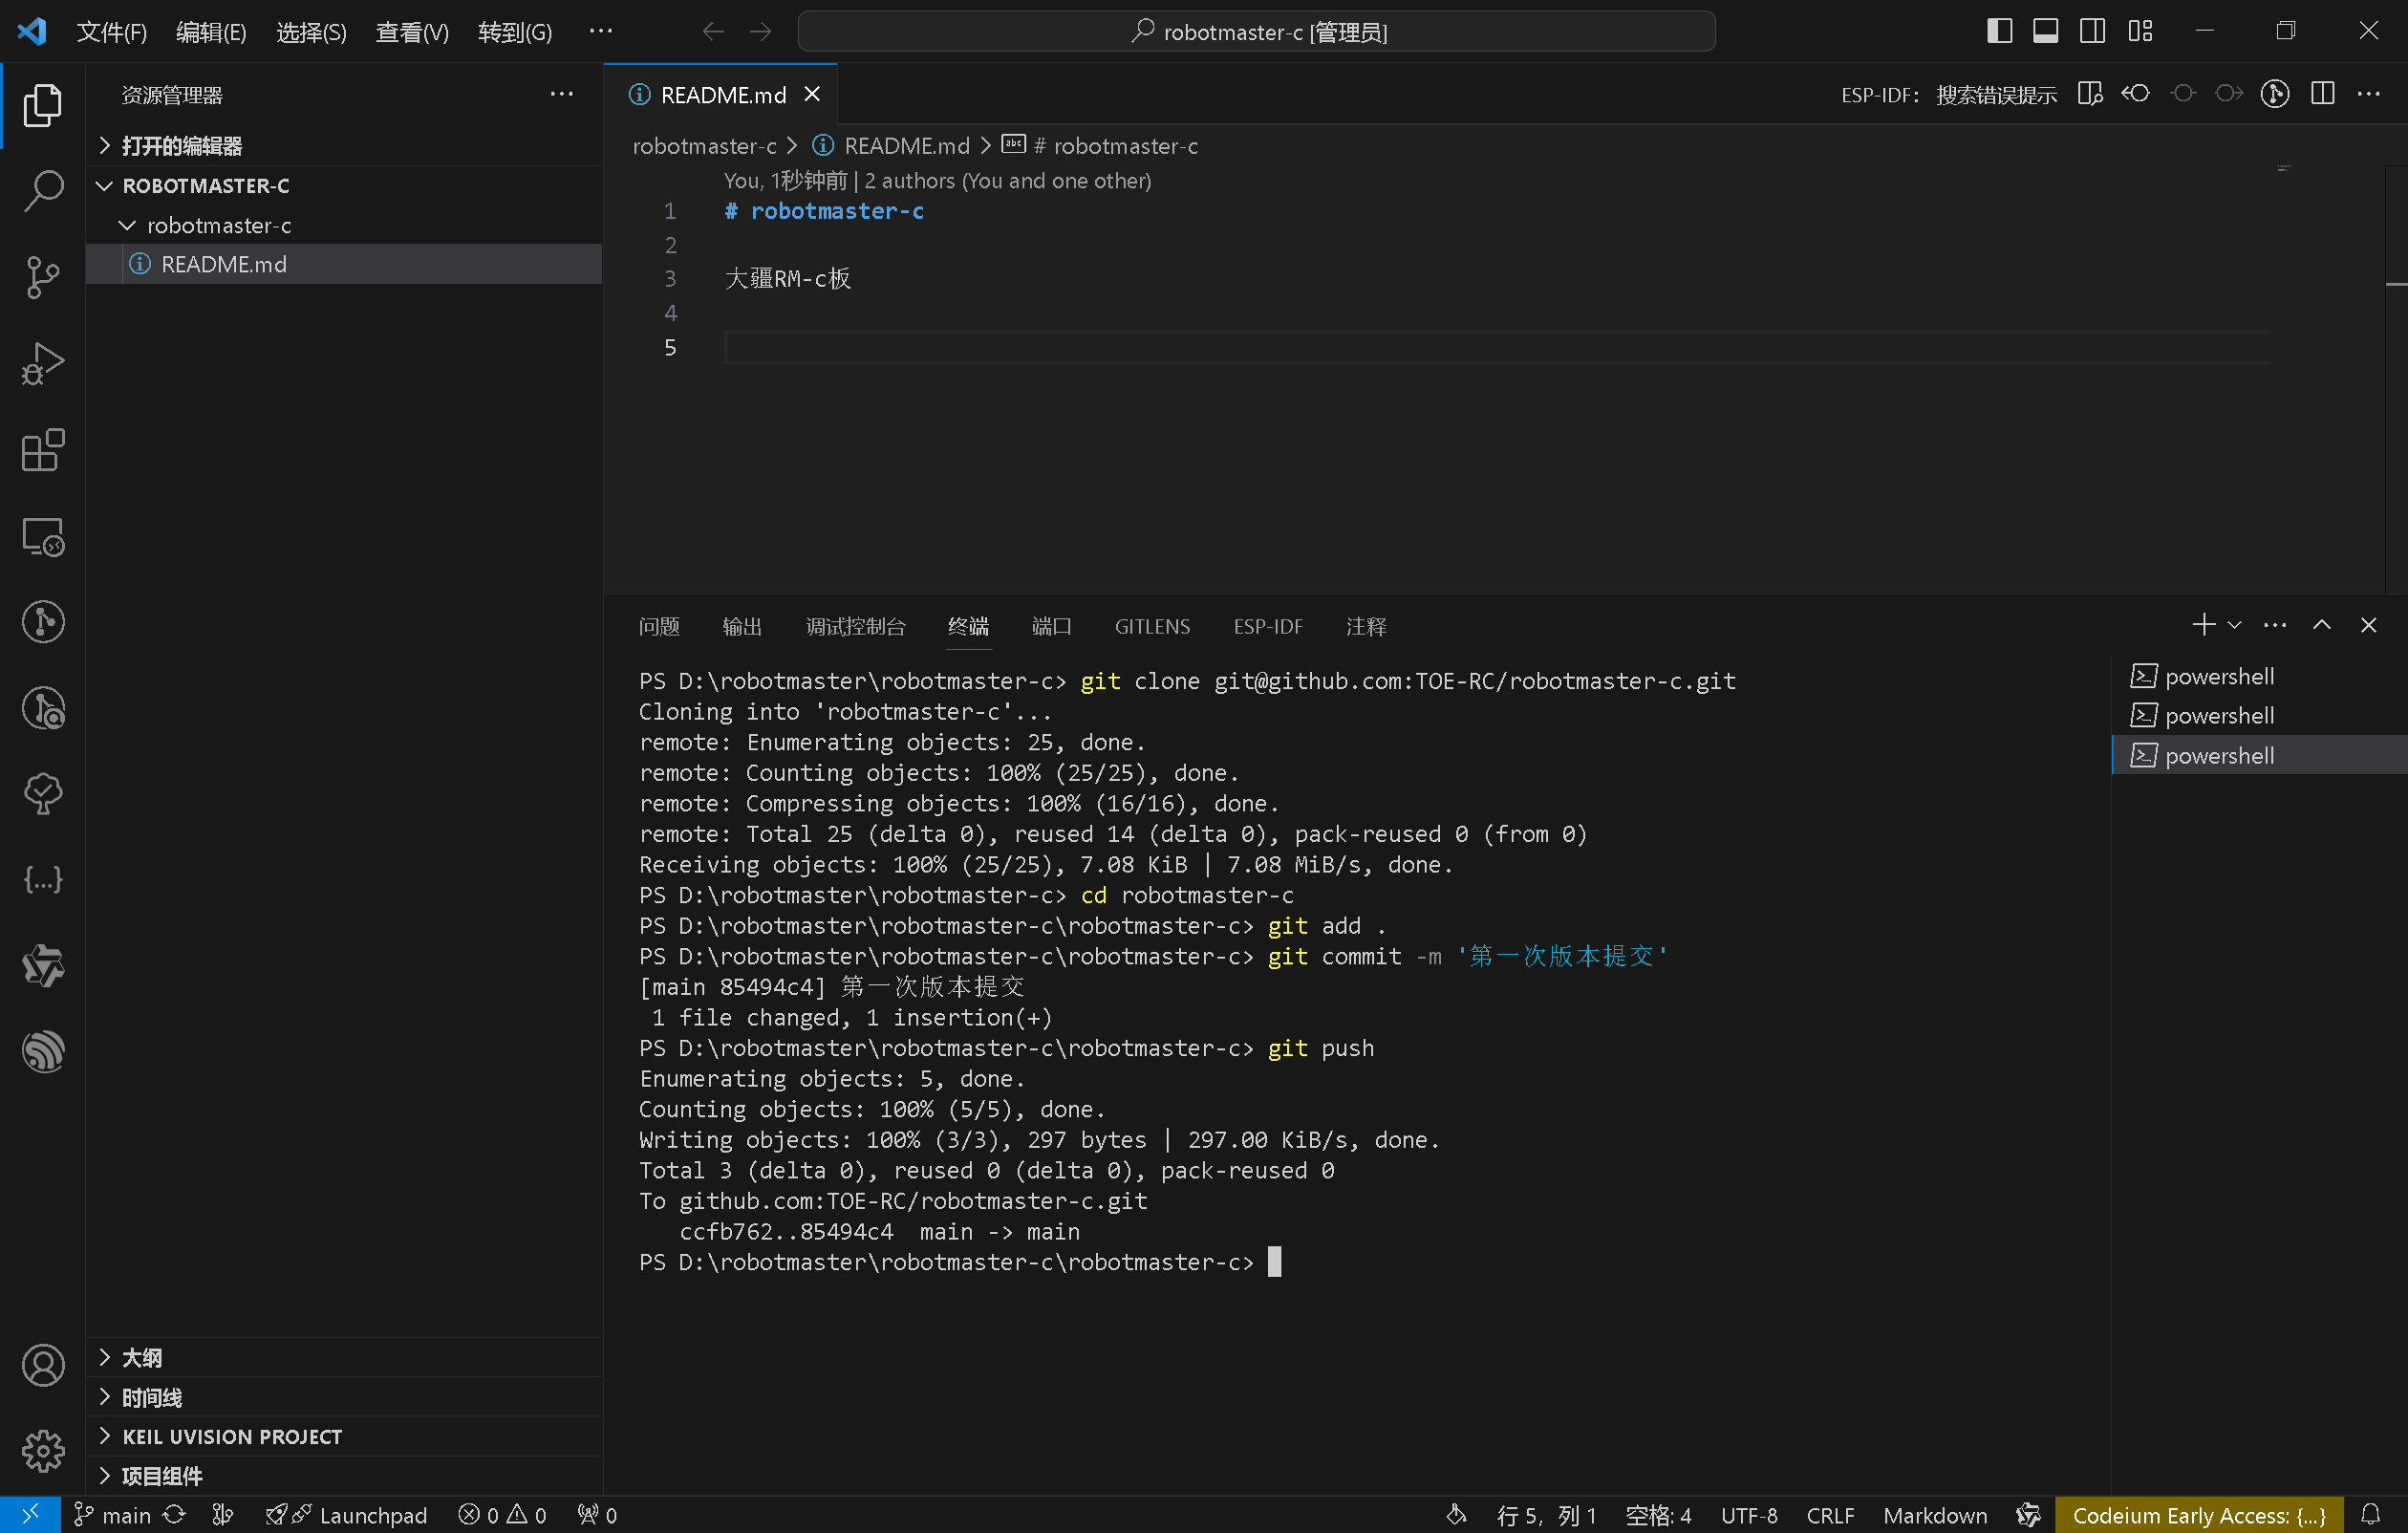 文件(F) 编辑(E) 选择(S) 查看(V) 转到(G) ··· robotmaster-c [管理员]
资源管理器 ···
打开的编辑器
ROBOTMASTER-C
robotmaster-c
README.md
README.md
ESP-IDF: 搜索错误提示 ···
robotmaster-c > README.md > # robotmaster-c
You, 1秒钟前 | 2 authors (You and one other)
1 # robotmaster-c
2
3 大疆RM-c板
4
5
问题 输出 调试控制台 终端 端口 GITLENS ESP-IDF 注释
PS D:\robotmaster\robotmaster-c> git clone git@github.com:TOE-RC/robotmaster-c.git
Cloning into 'robotmaster-c'...
remote: Enumerating objects: 25, done.
remote: Counting objects: 100% (25/25), done.
remote: Compressing objects: 100% (16/16), done.
remote: Total 25 (delta 0), reused 14 (delta 0), pack-reused 0 (from 0)
Receiving objects: 100% (25/25), 7.08 KiB | 7.08 MiB/s, done.
PS D:\robotmaster\robotmaster-c> cd robotmaster-c
PS D:\robotmaster\robotmaster-c\robotmaster-c> git add .
PS D:\robotmaster\robotmaster-c\robotmaster-c> git commit -m '第一次版本提交'
[main 85494c4] 第一次版本提交
1 file changed, 1 insertion(+)
PS D:\robotmaster\robotmaster-c\robotmaster-c> git push
Enumerating objects: 5, done.
Counting objects: 100% (5/5), done.
Writing objects: 100% (3/3), 297 bytes | 297.00 KiB/s, done.
Total 3 (delta 0), reused 0 (delta 0), pack-reused 0
To github.com:TOE-RC/robotmaster-c.git
ccfb762..85494c4 main -> main
PS D:\robotmaster\robotmaster-c\robotmaster-c>
powershell
powershell
powershell
大纲
时间线
KEIL UVISION PROJECT
项目组件
main Launchpad 0 0 0 行 5, 列 1 空格: 4 UTF-8 CRLF Markdown Codeium Early Access: {...}